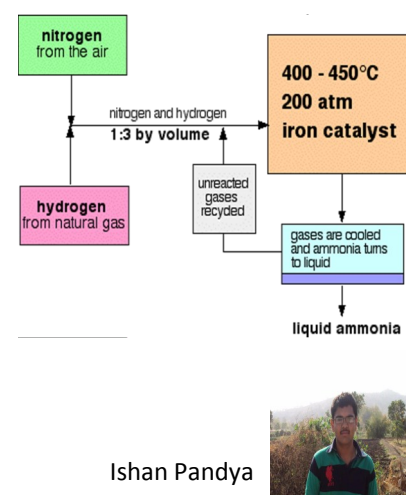 nitrogen
from the air
400 - 450°C
200 atm
iron catalyst
nitrogen and hydrogen
1:3 by volume
unreacted
gases
recycled
hydrogen
from natural gas
gases are cooled
and ammonia turns
to liquid
liquid ammonia
Ishan Pandya